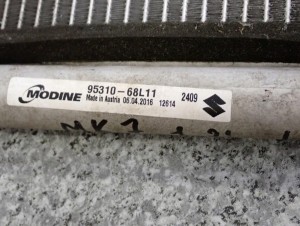 MODINE
95310-68L11
Made in Austria 06.04.2016 12614
2409